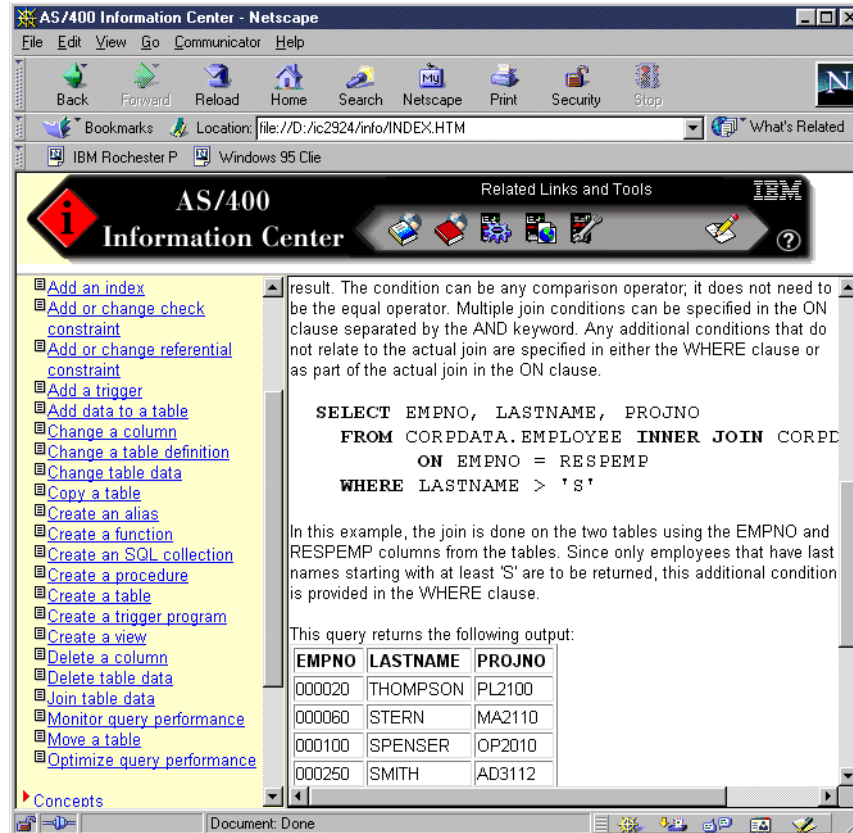 AS/400 Information Center - Netscape
File Edit View Go Communicator Help
Back Forward Reload Home Search Netscape Print Security Stop
My
N
Bookmarks Location: file://D:/ic2924/info/INDEX.HTM What's Related
IBM Rochester P Windows 95 Clie
AS/400
Information Center
i
Related Links and Tools
IBM
?
Add an index
Add or change check
constraint
Add or change referential
constraint
Add a trigger
Add data to a table
Change a column
Change a table definition
Change table data
Copy a table
Create an alias
Create a function
Create an SQL collection
Create a procedure
Create a table
Create a trigger program
Create a view
Delete a column
Delete table data
Join table data
Monitor query performance
Move a table
Optimize query performance
Concepts
result. The condition can be any comparison operator; it does not need to
be the equal operator. Multiple join conditions can be specified in the ON
clause separated by the AND keyword. Any additional conditions that do
not relate to the actual join are specified in either the WHERE clause or
as part of the actual join in the ON clause.
SELECT EMPNO, LASTNAME, PROJNO
FROM CORPDATA.EMPLOYEE INNER JOIN CORPD
ON EMPNO = RESPEMP
WHERE LASTNAME > 'S'
In this example, the join is done on the two tables using the EMPNO and
RESPEMP columns from the tables. Since only employees that have last
names starting with at least 'S' are to be returned, this additional condition
is provided in the WHERE clause.
This query returns the following output:
EMPNO LASTNAME PROJNO
000020 THOMPSON PL2100
000060 STERN MA2110
000100 SPENSER OP2010
000250 SMITH AD3112
Document: Done